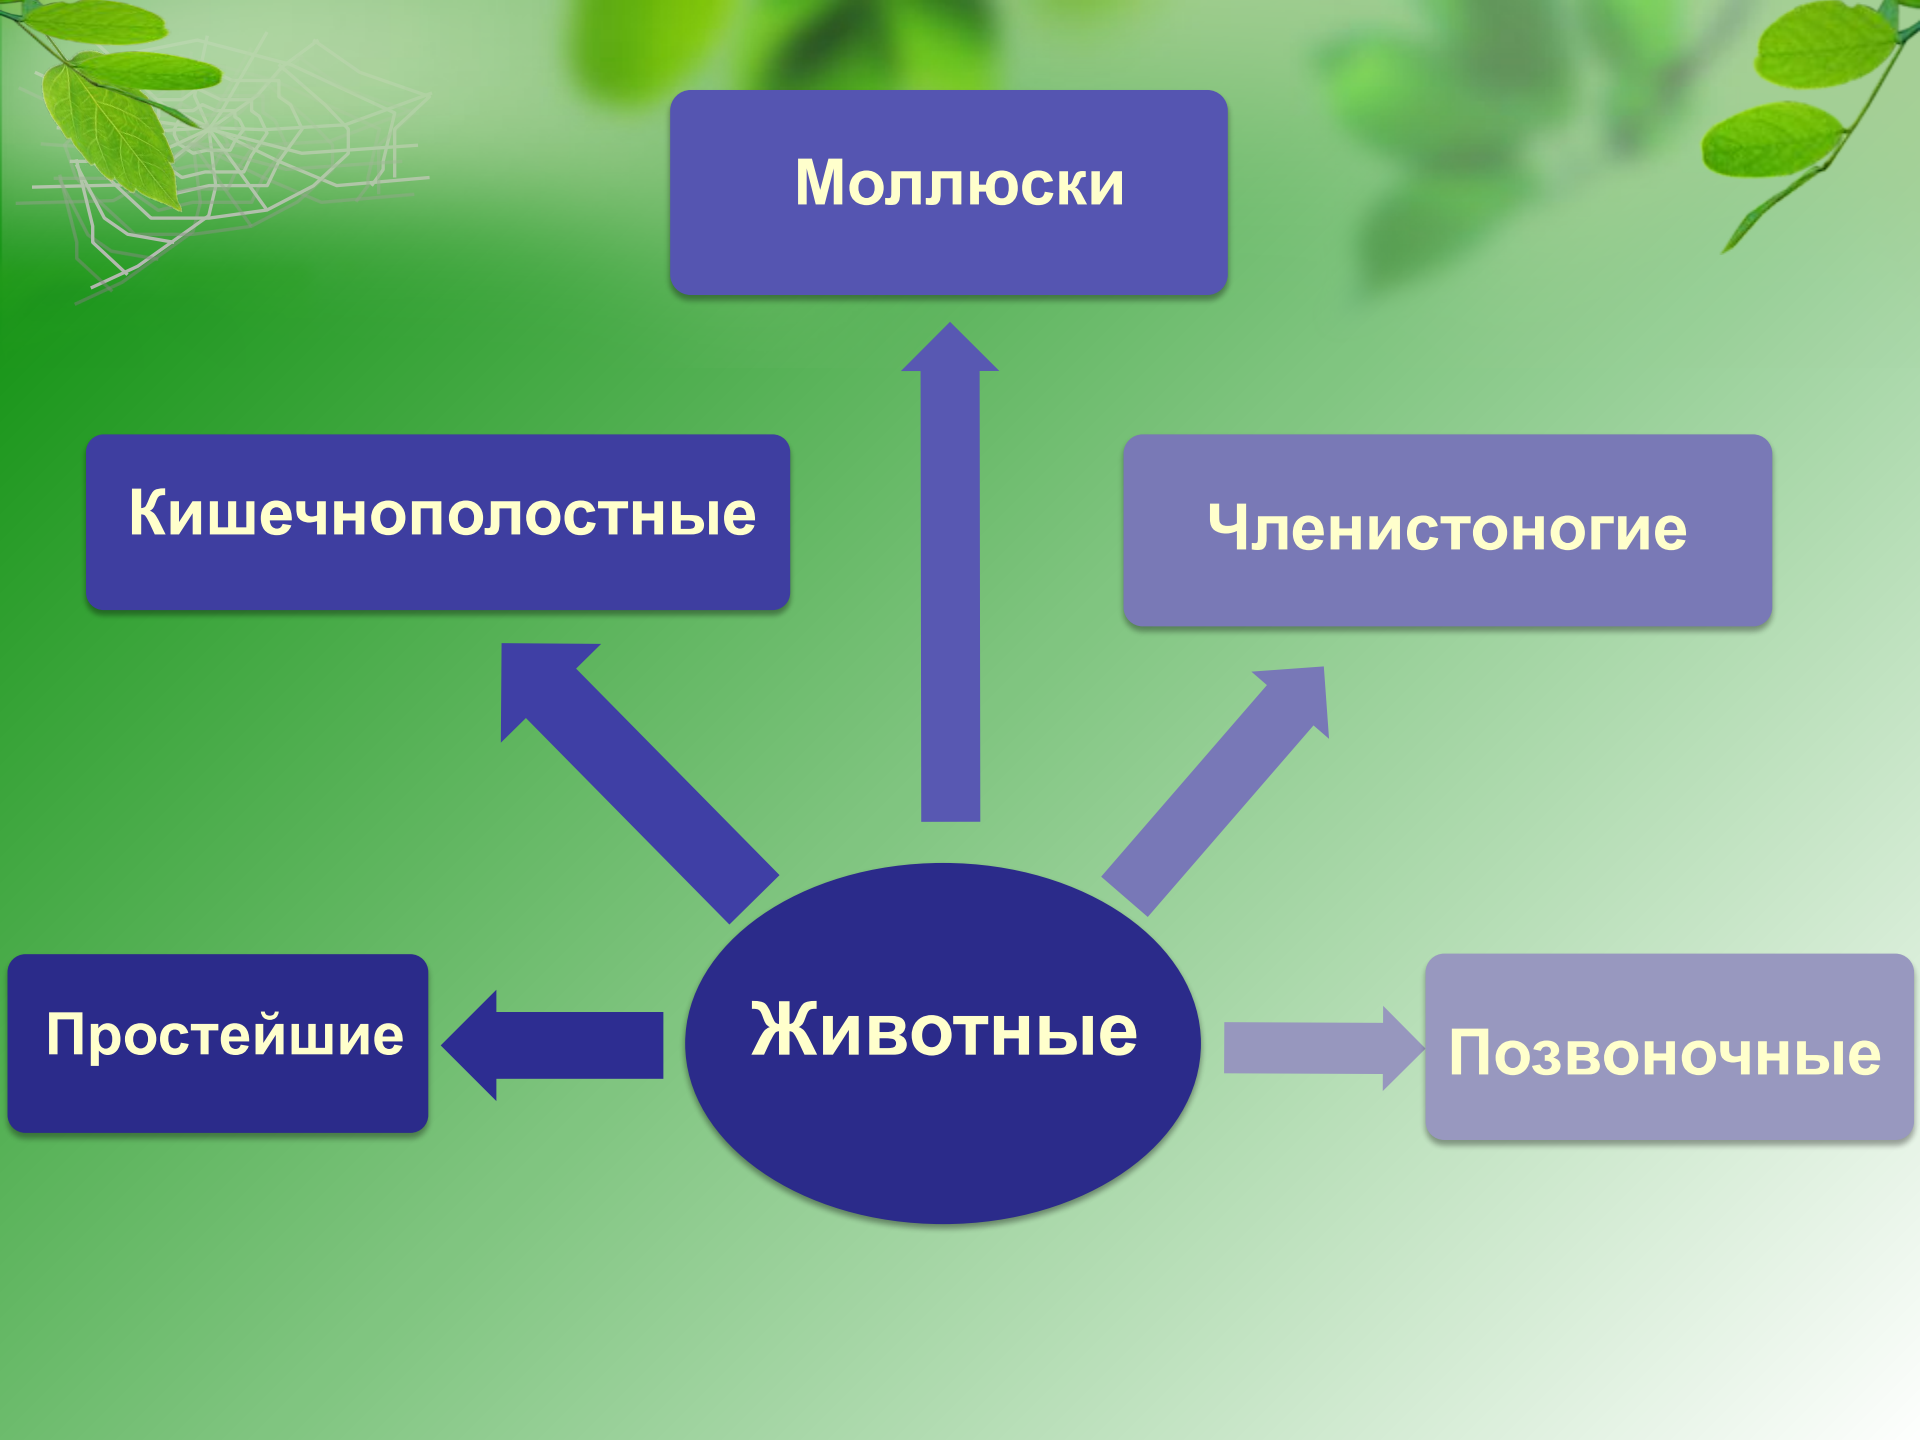 Моллюски
Кишечнополостные
Членистоногие
Простейшие
Животные
Позвоночные